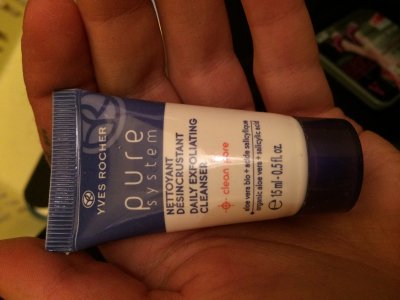 YVES ROCHER
pure
system
NETTOYANT
DÉSINCRUSTANT
DAILY EXFOLIATING
CLEANSER
clean pore
aloe vera bio + acide salicylique
organic aloe vera + salicylic acid
e 15 ml - 0.5 fl.oz.